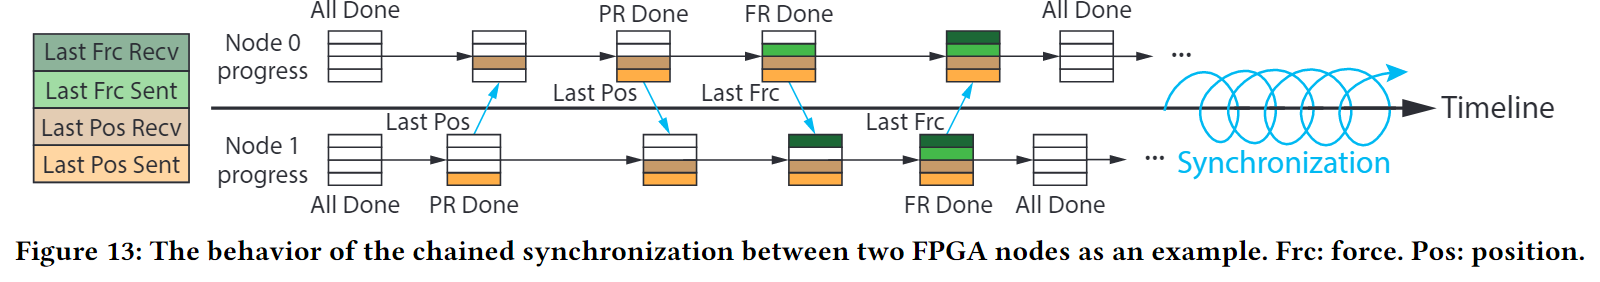 All Done
PR Done
FR Done
All Done
Last Frc Recv
Last Frc Sent
Last Pos Recv
Last Pos Sent
Node 0
progress
...
Last Pos
Last Frc
Timeline
Last Pos
Last Frc
Node 1
progress
...
Synchronization
All Done
PR Done
FR Done
All Done
Figure 13: The behavior of the chained synchronization between two FPGA nodes as an example. Frc: force. Pos: position.